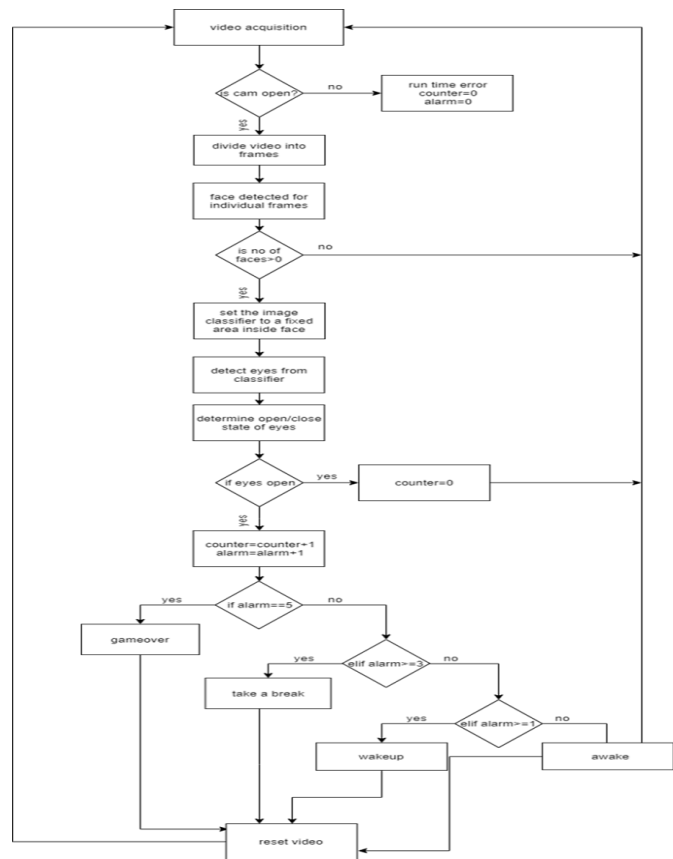 video acquisition
is cam open?
no
run time error
counter=0
alarm=0
yes
divide video into
frames
face detected for
individual frames
is no of
faces>0
no
yes
set the image
classifier to a fixed
area inside face
detect eyes from
classifier
determine open/close
state of eyes
if eyes open
yes
counter=0
yes
counter=counter+1
alarm=alarm+1
if alarm==5
yes
no
gameover
elif alarm>=3
yes
no
take a break
elif alarm>=1
yes
no
wakeup
awake
reset video